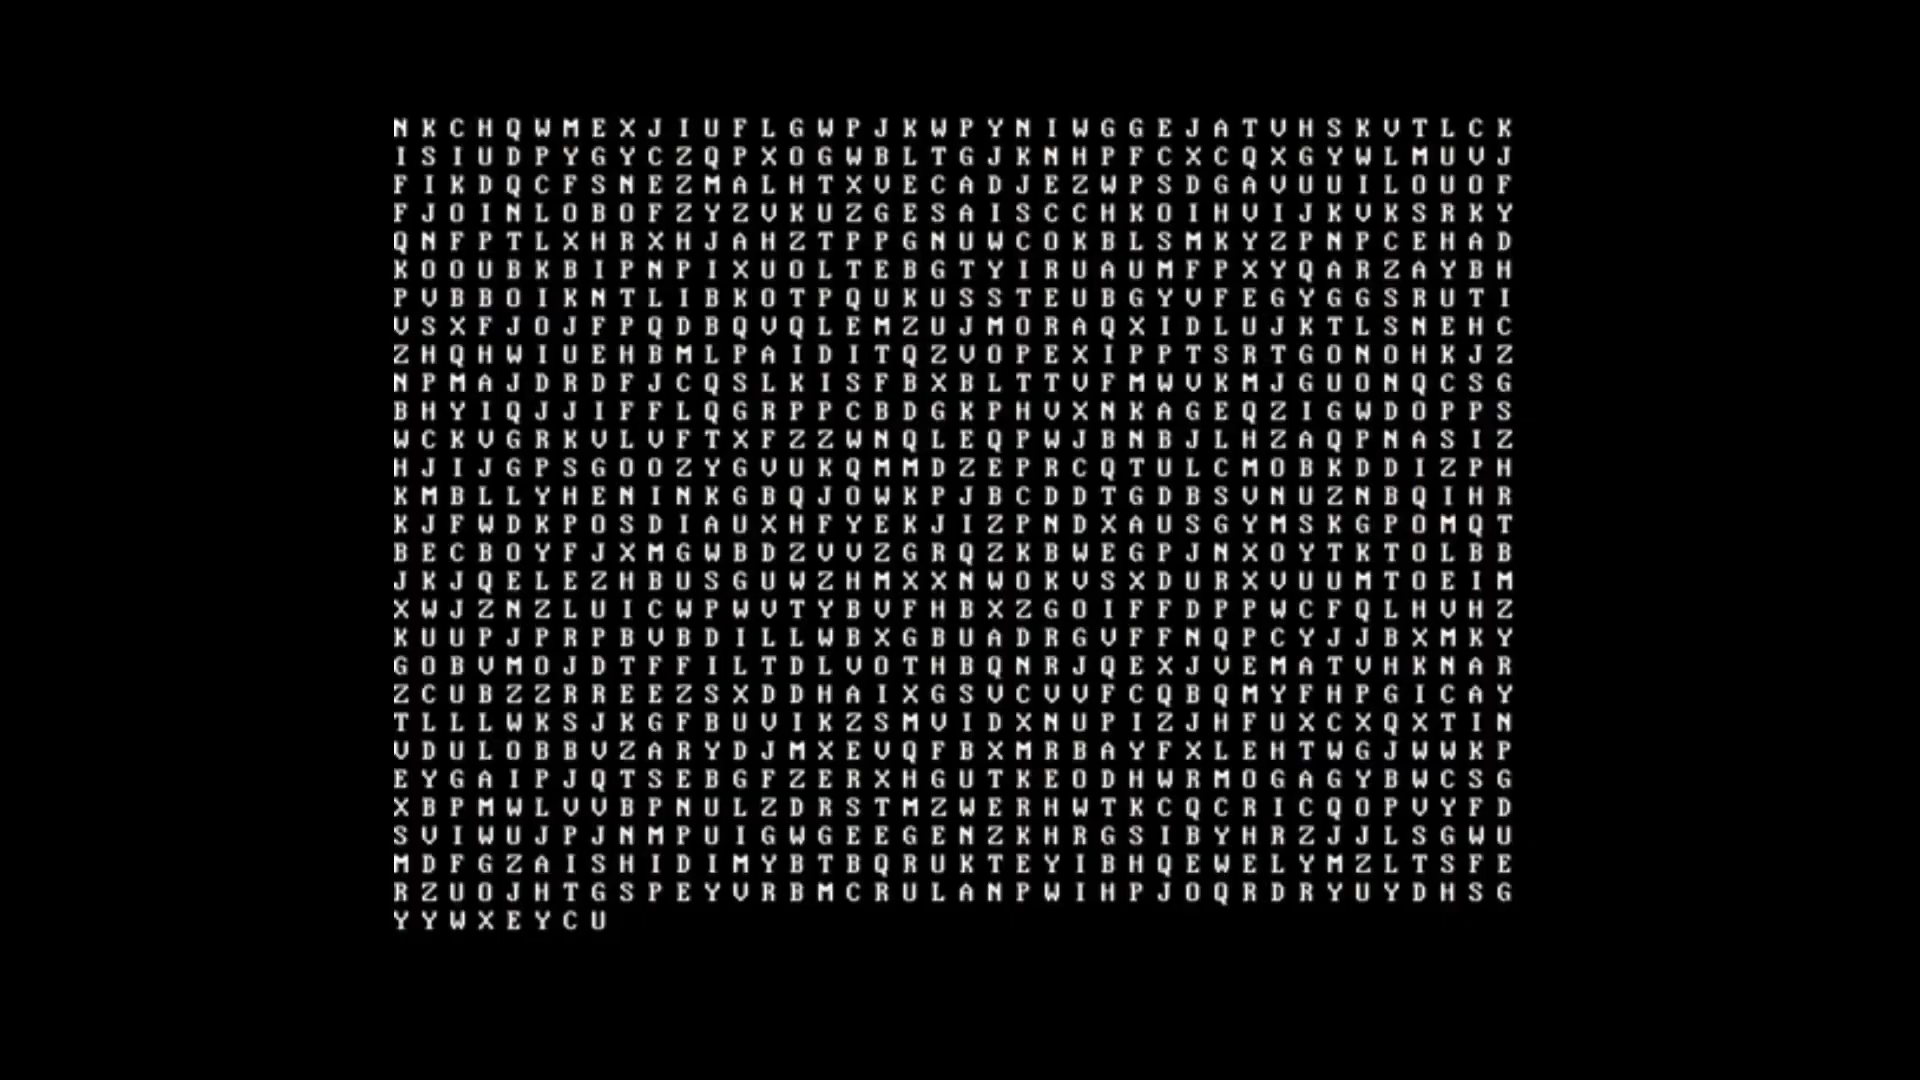 N K C H Q W M E X J I U F L G W P J K W P Y N I W G G E J A T V H S K V T L C K
I S I U D P Y G Y C Z Q P X O G W B L T G J K N H P F C X C Q X G Y W L M U V J
F I K D Q C F S N E Z M A L H T X V E C A D J E Z W P S D G A V U U I L O U O F
F J O I N L O B O F Z Y Z V K U Z G E S A I S C C H K O I H V I J K V K S R K Y
Q N F P T L X H R X H J A H Z T P P G N U W C O K B L S M K Y Z P N P C E H A D
K O O U B K B I P N P I X U O L T E B G T Y I R U A U M F P X Y Q A R Z A Y B H
P V B B O I K N T L I B K O T P Q U K U S S T E U B G Y V F E G Y G G S R U T I
V S X F J O J F P Q D B Q V Q L E M Z U J M O R A Q X I D L U J K T L S N E H C
Z H Q H W I U E H B M L P A I D I T Q Z V O P E X I P P T S R T G O N O H K J Z
N P M A J D R D F J C Q S L K I S F B X B L T T V F M W V K M J G U O N Q C S G
B H Y I Q J J I F F L Q G R P P C B D G K P H V X N K A G E Q Z I G W D O P P S
W C K V G R K V L V F T X F Z Z W N Q L E Q P W J B N B J L H Z A Q P N A S I Z
H J I J G P S G O O Z Y G V U K Q M M D Z E P R C Q T U L C M O B K D D I Z P H
K M B L L Y H E N I N K G B Q J O W K P J B C D D T G D B S V N U Z N B Q I H R
K J F W D K P O S D I A U X H F Y E K J I Z P N D X A U S G Y M S K G P O M Q T
B E C B O Y F J X M G W B D Z V V Z G R Q Z K B W E G P J N X O Y T K T O L B B
J K J Q E L E Z H B U S G U W Z H M X X N W O K V S X D U R X V U U M T O E I M
X W J Z N Z L U I C W P W V T Y B V F H B X Z G O I F F D P P W C F Q L H V H Z
K U U P J P R P B V B D I L L W B X G B U A D R G V F F N Q P C Y J J B X M K Y
G O B V M O J D T F F I L T D L V O T H B Q N R J Q E X J V E M A T V H K N A R
Z C U B Z Z R R E E Z S X D D H A I X G S V C V V F C Q B Q M Y F H P G I C A Y
T L L L W K S J K G F B U V I K Z S M V I D X N U P I Z J H F U X C X Q X T I N
V D U L O B B V Z A R Y D J M X E V Q F B X M R B A Y F X L E H T W G J W W K P
E Y G A I P J Q T S E B G F Z E R X H G U T K E O D H W R M O G A G Y B W C S G
X B P M W L V V B P N U L Z D R S T M Z W E R H W T K C Q C R I C Q O P V Y F D
S V I W U J P J N M P U I G W G E E G E N Z K H R G S I B Y H R Z J J L S G W U
M D F G Z A I S H I D I M Y B T B Q R U K T E Y I B H Q E W E L Y M Z L T S F E
R Z U O J H T G S P E Y V R B M C R U L A N P W I H P J O Q R D R Y U Y D H S G
Y Y W X E Y C U